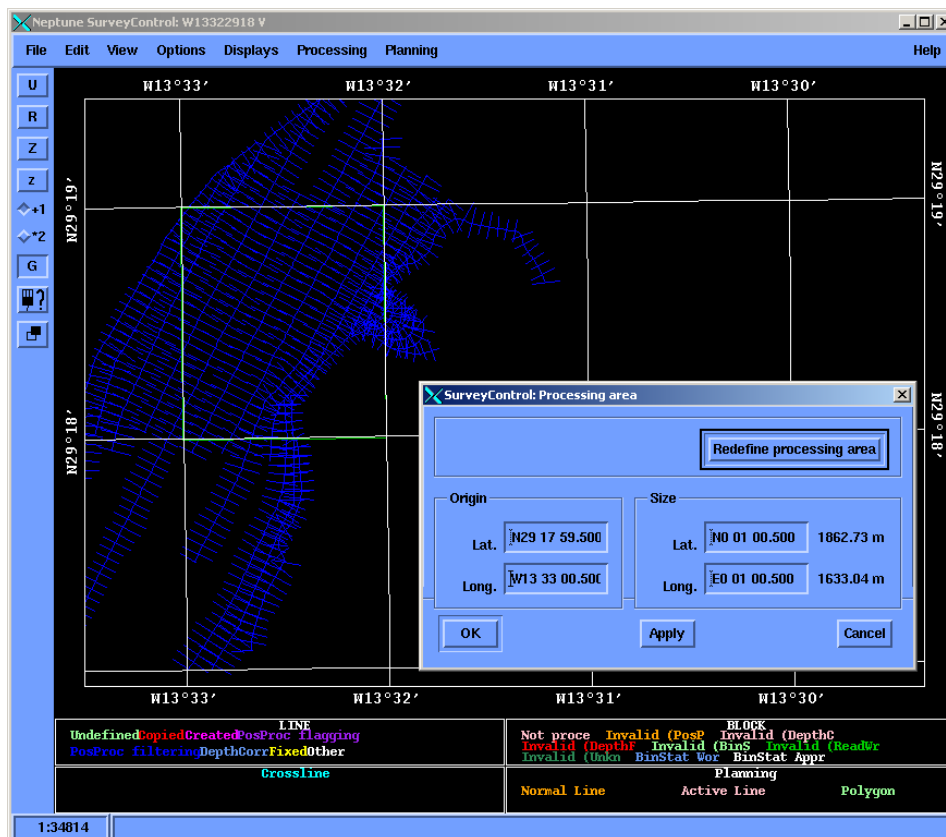 Neptune SurveyControl: W13322918 V
File Edit View Options Displays Processing Planning Help
U
R
Z
z
+1
*2
G
?
W13°33′ W13°32′ W13°31′ W13°30′
N29°19′ N29°19′
N29°18′ N29°18′
SurveyControl: Processing area
Redefine processing area
Origin Size
Lat. N29 17 59.500 Lat. N0 01 00.500 1862.73 m
Long. W13 33 00.50 Long. E0 01 00.500 1633.04 m
OK Apply Cancel
W13°33′ W13°32′ W13°31′ W13°30′
LINE
Undefined Copied Created PosProc flagging
PosProc filtering DepthCorr Fixed Other
BLOCK
Not proce Invalid (PosP Invalid (DepthC
Invalid (DepthF Invalid (BinS Invalid (ReadWr
Invalid (Unkn BinStat Wor BinStat Appr
Crossline
Planning
Normal Line Active Line Polygon
1:34814